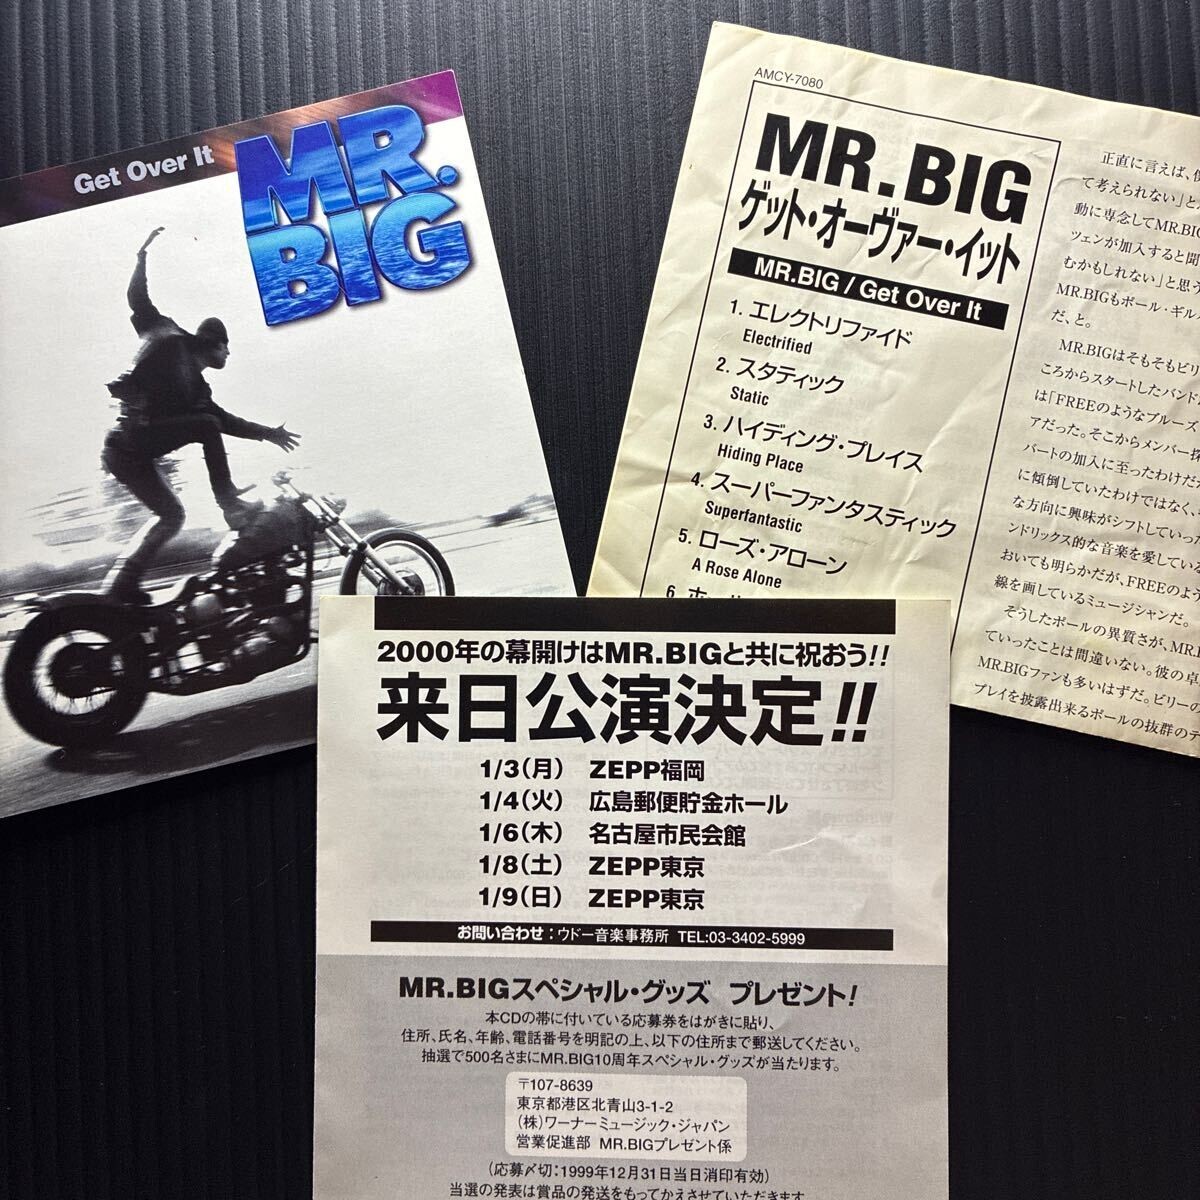 Get Over It
MR.
BIG
AMCY-7080
MR.BIG
ゲット・オーヴァー・イット
MR.BIG / Get Over It
1. エレクトリファイド
Electrified
2. スタティック
Static
3. ハイディング・プレイス
Hiding Place
4. スーパーファンタスティック
Superfantastic
5. ローズ・アローン
A Rose Alone
6.
正直に言えば、
て考えられない」と
動に専念してMR.BIG
ツェンが加入すると聞
むかもしれない」と思う
MR.BIGもポール・ギル
だ、と。
MR.BIGはそもそもビリー
ころからスタートしたバンド
は「FREEのようなブルーズ
アだった。そこからメンバー探
バートの加入に至ったわけだ
に傾倒していたわけではなく、
な方向に興味がシフトしていった
ンドリックス的な音楽を愛している
おいても明らかだが、FREEのよう
線を画しているミュージシャンだ。
そうしたポールの異質さが、MR.B
ていったことは間違いない。彼の卓
MR.BIGファンも多いはずだ。ビリーの
プレイを披露出来るポールの抜群のテ
2000年の幕開けはMR.BIGと共に祝おう!!
来日公演決定!!
1/3(月) ZEPP福岡
1/4(火) 広島郵便貯金ホール
1/6(木) 名古屋市民会館
1/8(土) ZEPP東京
1/9(日) ZEPP東京
お問い合わせ：ウドー音楽事務所 TEL:03-3402-5999
MR.BIGスペシャル・グッズ プレゼント!
本CDの帯に付いている応募券をはがきに貼り、
住所、氏名、年齢、電話番号を明記の上、以下の住所まで郵送してください。
抽選で500名さまにMR.BIG10周年スペシャル・グッズが当たります。
〒107-8639
東京都港区北青山3-1-2
(株)ワーナーミュージック・ジャパン
営業促進部 MR.BIGプレゼント係
(応募〆切:1999年12月31日当日消印有効)
当選の発表は賞品の発送をもってかえさせていただきます